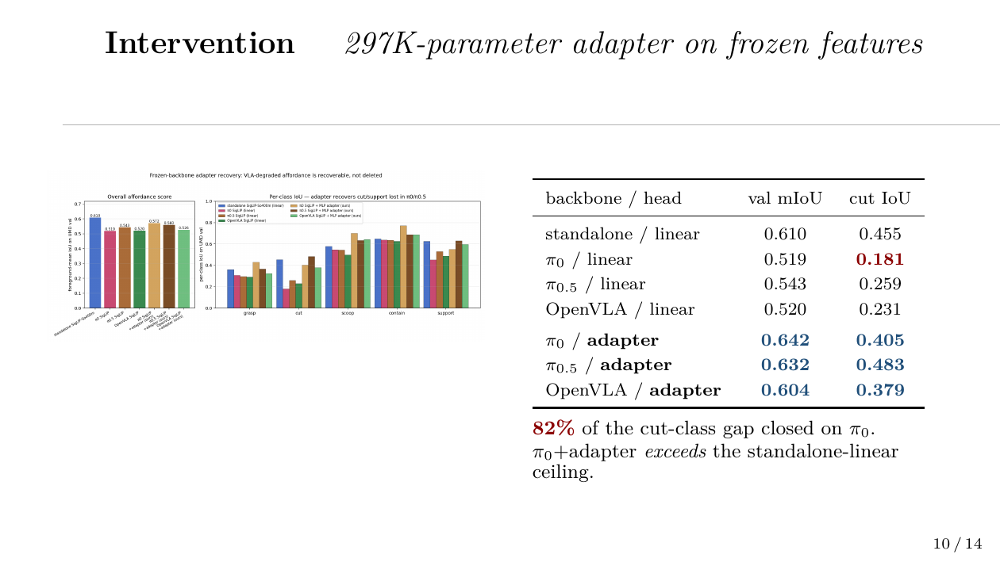 Intervention 297K-parameter adapter on frozen features
Frozen-backbone adapter recovery: VLA-degraded affordance is recoverable, not deleted
Overall affordance score
foreground-mean IoU on UMD val
0.7
0.6
0.5
0.4
0.3
0.2
0.1
0.0
0.610
0.519
0.543
0.520
0.572
0.560
0.526
standalone SigLIP-So400m
π0 SigLIP
π0.5 SigLIP
OpenVLA SigLIP
π0 SigLIP
+adapter (ours)
π0.5 SigLIP
+adapter (ours)
OpenVLA SigLIP
+adapter (ours)
Per-class IoU — adapter recovers cut/support lost in π0/π0.5
per-class IoU on UMD val
1.0
0.8
0.6
0.4
0.2
0.0
standalone SigLIP-So400m (linear)
π0 SigLIP (linear)
π0.5 SigLIP (linear)
OpenVLA SigLIP (linear)
π0 SigLIP + MLP adapter (ours)
π0.5 SigLIP + MLP adapter (ours)
OpenVLA SigLIP + MLP adapter (ours)
grasp cut scoop contain support
backbone / head val mIoU cut IoU
standalone / linear 0.610 0.455
π₀ / linear 0.519 0.181
π₀.₅ / linear 0.543 0.259
OpenVLA / linear 0.520 0.231
π₀ / adapter 0.642 0.405
π₀.₅ / adapter 0.632 0.483
OpenVLA / adapter 0.604 0.379
82% of the cut-class gap closed on π₀.
π₀+adapter exceeds the standalone-linear
ceiling.
10 / 14